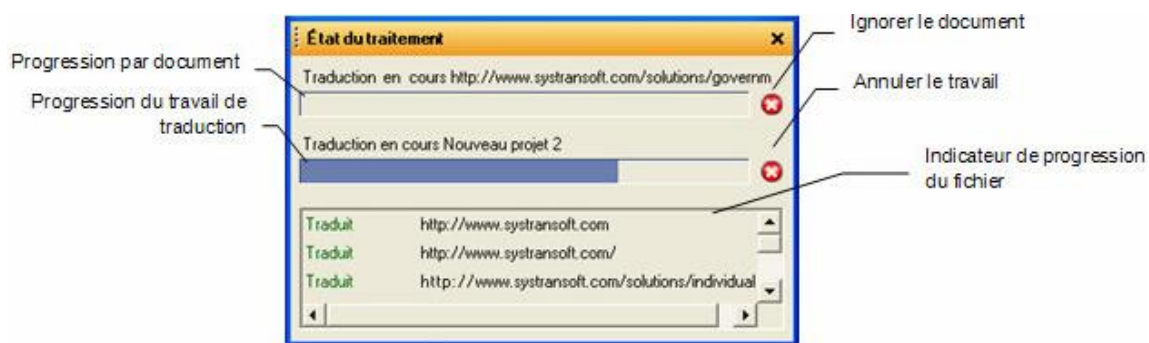 Ignorer le document
État du traitement
Progression par document
Traduction en cours http://www.systransoft.com/solutions/governm
Annuler le travail
Progression du travail de
traduction
Traduction en cours Nouveau projet 2
Indicateur de progression
du fichier
Traduit http://www.systransoft.com
Traduit http://www.systransoft.com/
Traduit http://www.systransoft.com/solutions/individual